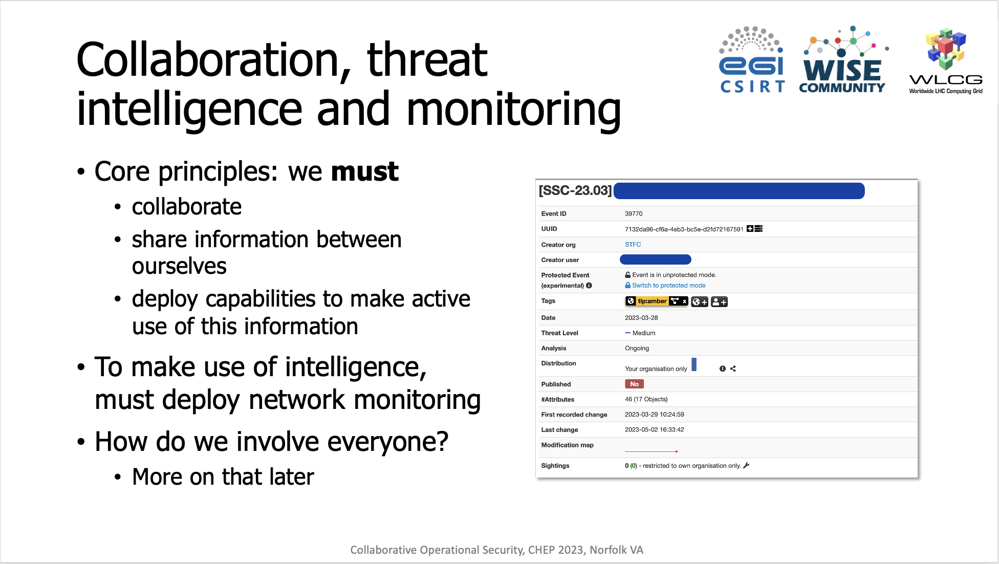 Collaboration, threat
intelligence and monitoring
egi
CSIRT
WISE
COMMUNITY
WLCG
Worldwide LHC Computing Grid
• Core principles: we must
• collaborate
• share information between
ourselves
• deploy capabilities to make active
use of this information
• To make use of intelligence,
must deploy network monitoring
• How do we involve everyone?
• More on that later
[SSC-23.03]
Event ID 39770
UUID 7132da96-cf6a-4eb3-bc5e-d2fd72167591
Creator org STFC
Creator user
Protected Event Event is in unprotected mode.
(experimental) Switch to protected mode
Tags tlp:amber x + +
Date 2023-03-28
Threat Level Medium
Analysis Ongoing
Distribution Your organisation only
Published No
#Attributes 46 (17 Objects)
First recorded change 2023-03-29 10:24:59
Last change 2023-05-02 16:33:42
Modification map
Sightings 0 (0) - restricted to own organisation only.
Collaborative Operational Security, CHEP 2023, Norfolk VA